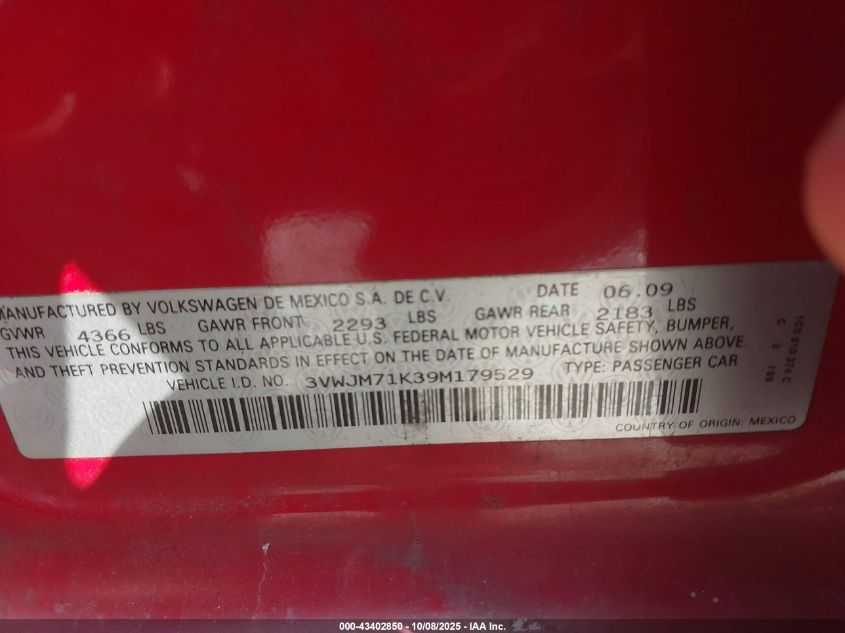 MANUFACTURED BY VOLKSWAGEN DE MEXICO S.A. DE C.V. DATE 06.09
GVWR 4366 LBS GAWR FRONT 2293 LBS GAWR REAR 2183 LBS
THIS VEHICLE CONFORMS TO ALL APPLICABLE U.S. FEDERAL MOTOR VEHICLE SAFETY, BUMPER,
AND THEFT PREVENTION STANDARDS IN EFFECT ON THE DATE OF MANUFACTURE SHOWN ABOVE.
VEHICLE I.D. NO. 3VWJM71K39M179529 TYPE: PASSENGER CAR
COUNTRY OF ORIGIN: MEXICO
1C0 010 374 C
000-43402850 - 10/08/2025 - IAA Inc.